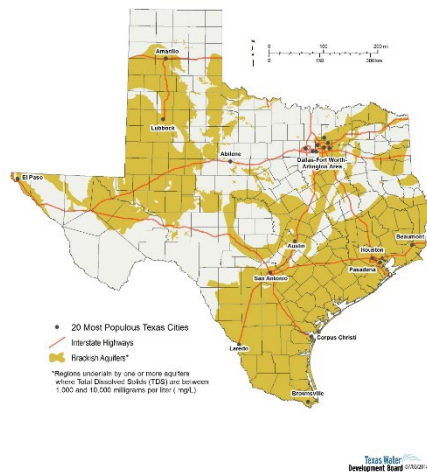 Amarillo
Lubbock
Abilene
Dallas-Fort Worth-
Arlington Area
El Paso
Austin
Houston
Beaumont
Pasadena
San Antonio
Laredo
Corpus Christi
Brownsville
20 Most Populous Texas Cities
Interstate Highways
Brackish Aquifers*
*Regions underlain by one or more aquifers
where Total Dissolved Solids (TDS) are between
1,000 and 10,000 milligrams per liter ( mg/L)
Texas Water
Development Board